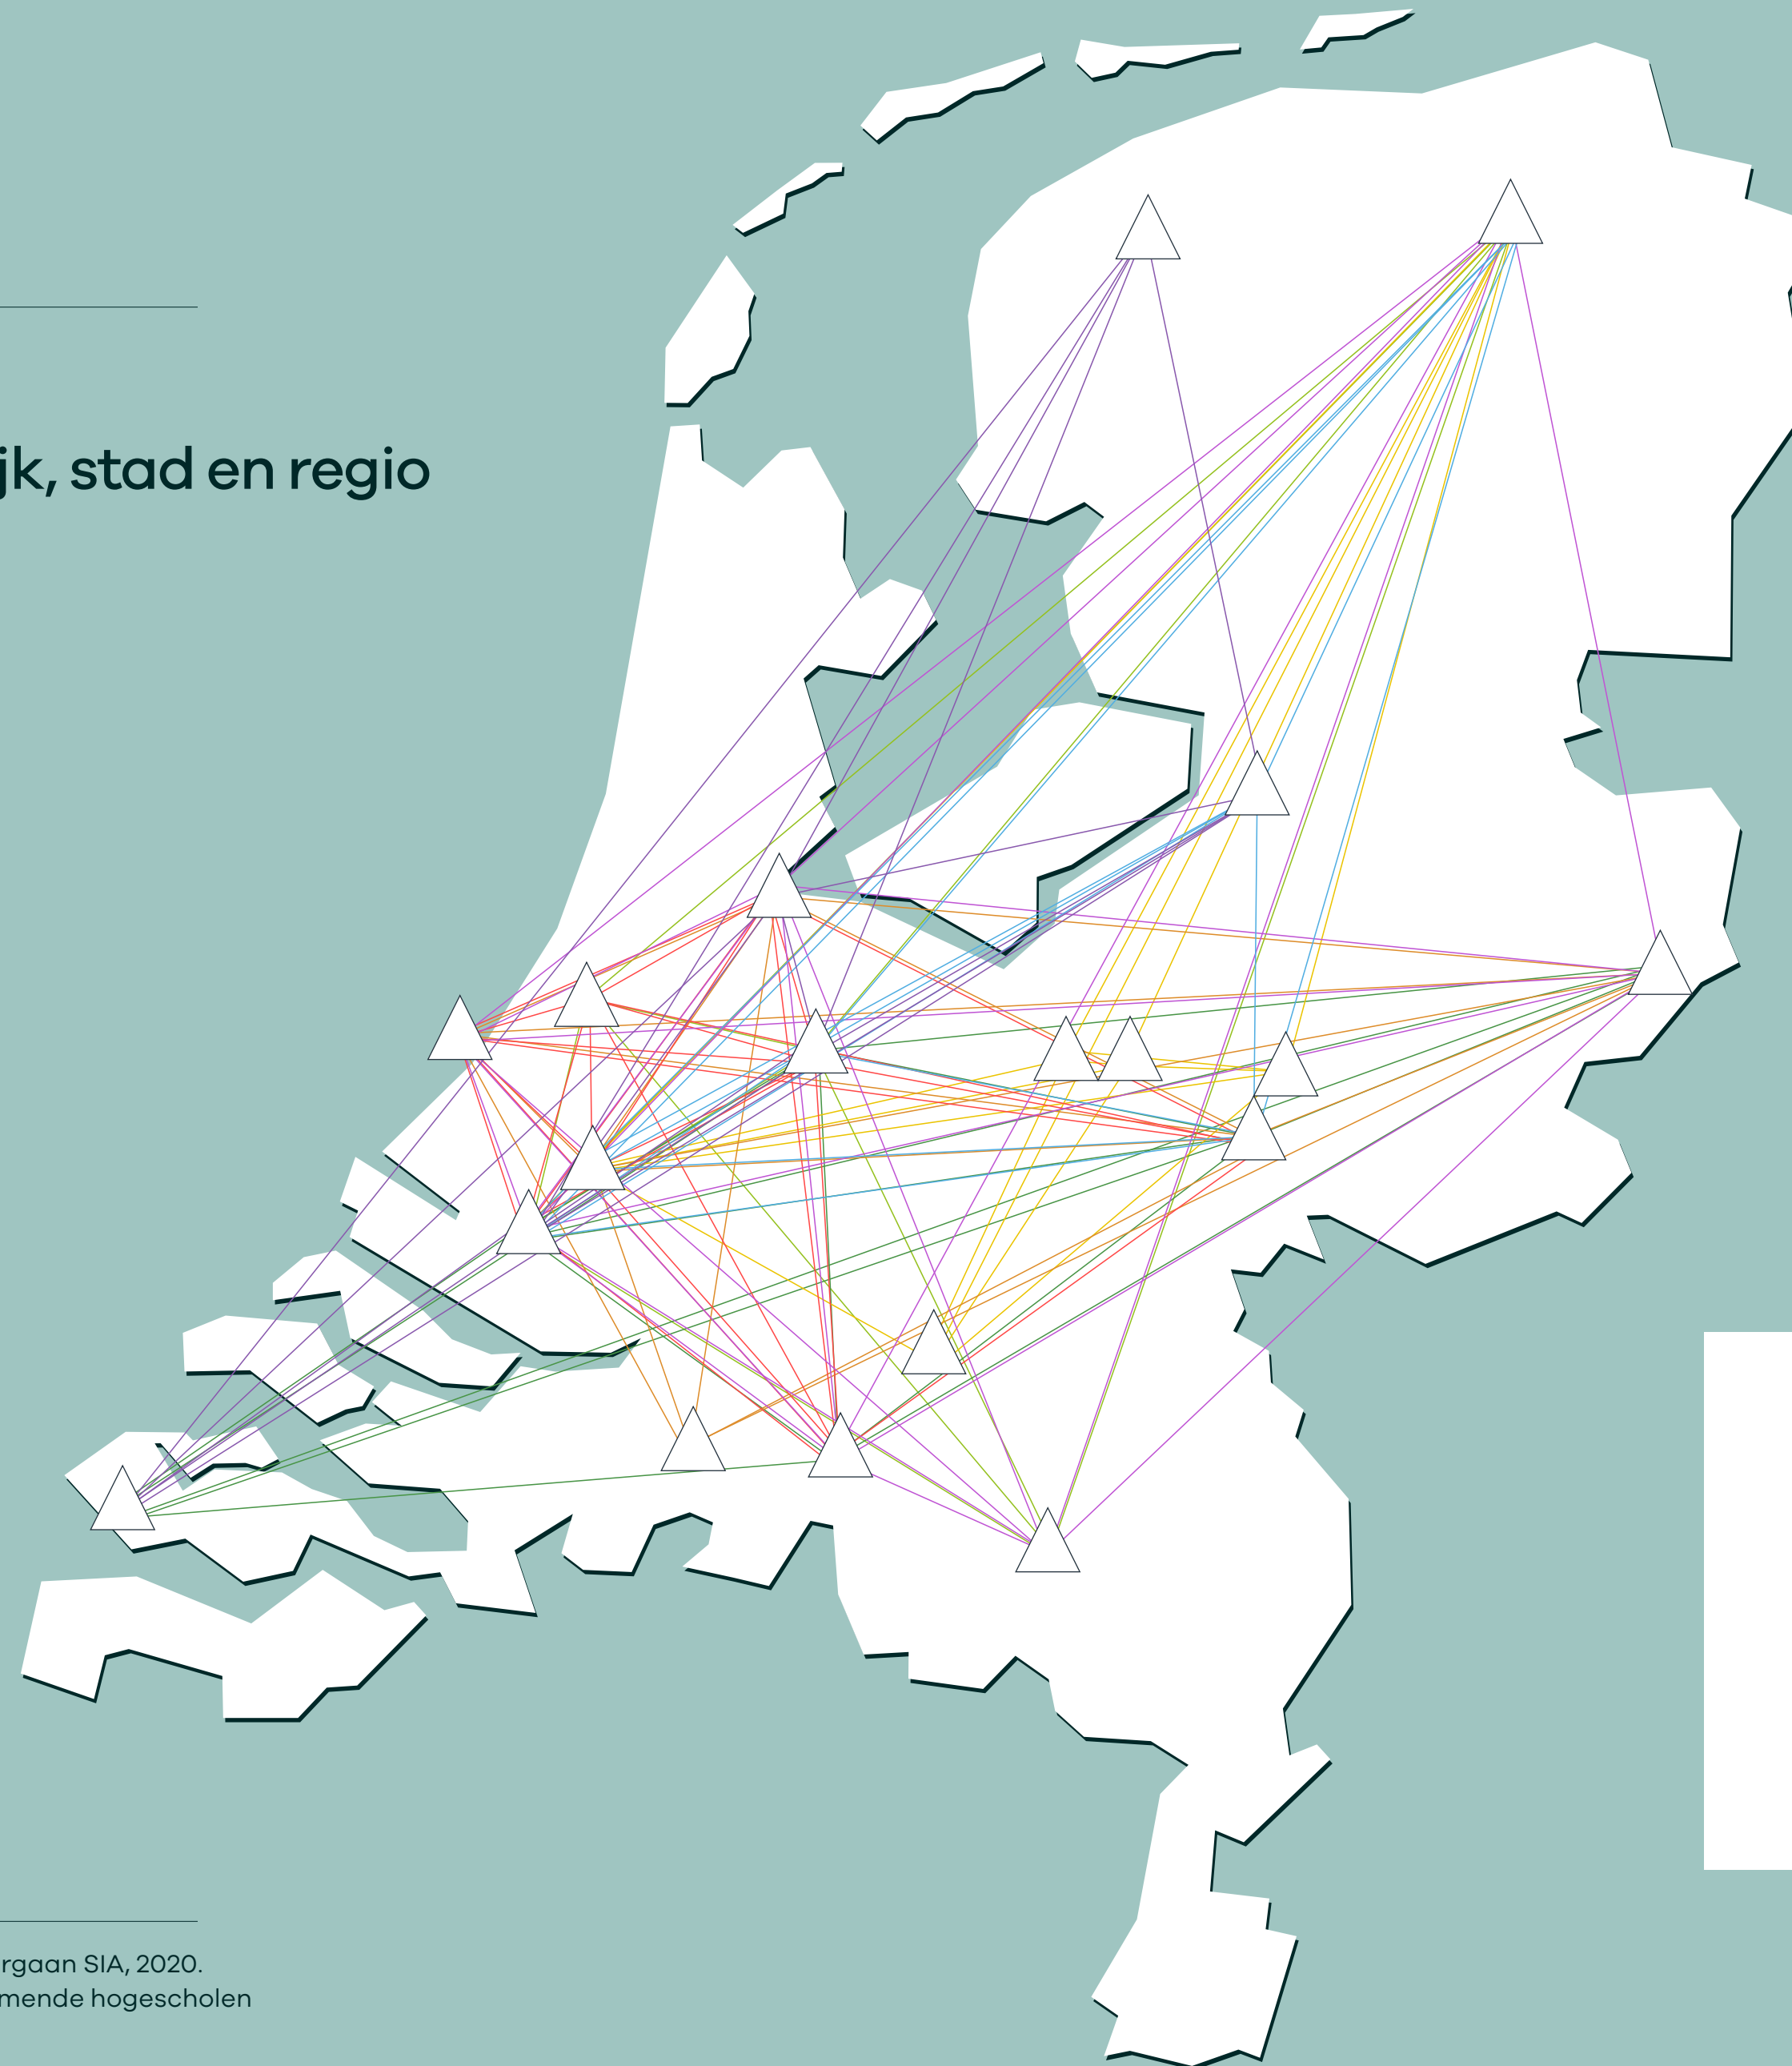 jk, stad en regio
rgaan SIA, 2020.
mende hogescholen